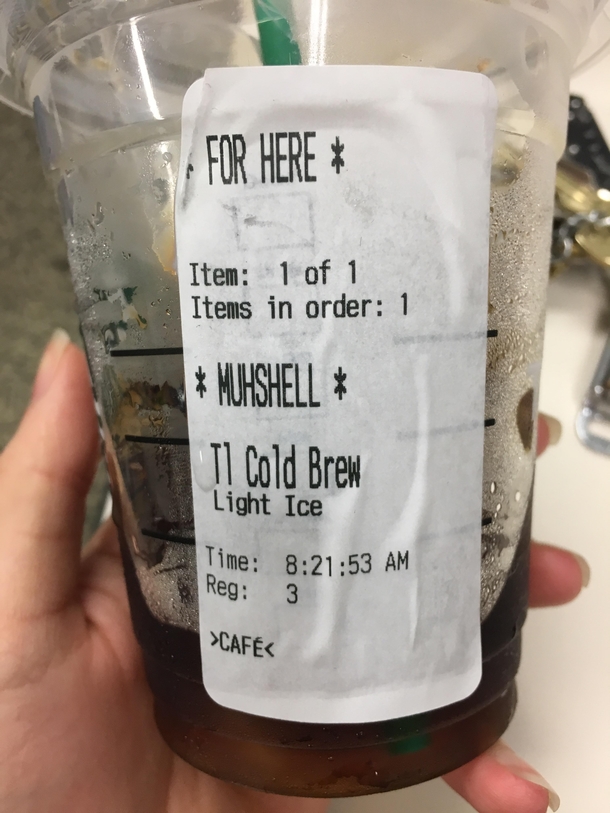 FOR HERE *
Item: 1 of 1
Items in order: 1
* MUHSHELL *
Tl Cold Brew
Light Ice
Time: 8:21:53 AM
Reg: 3
>CAFÉ<